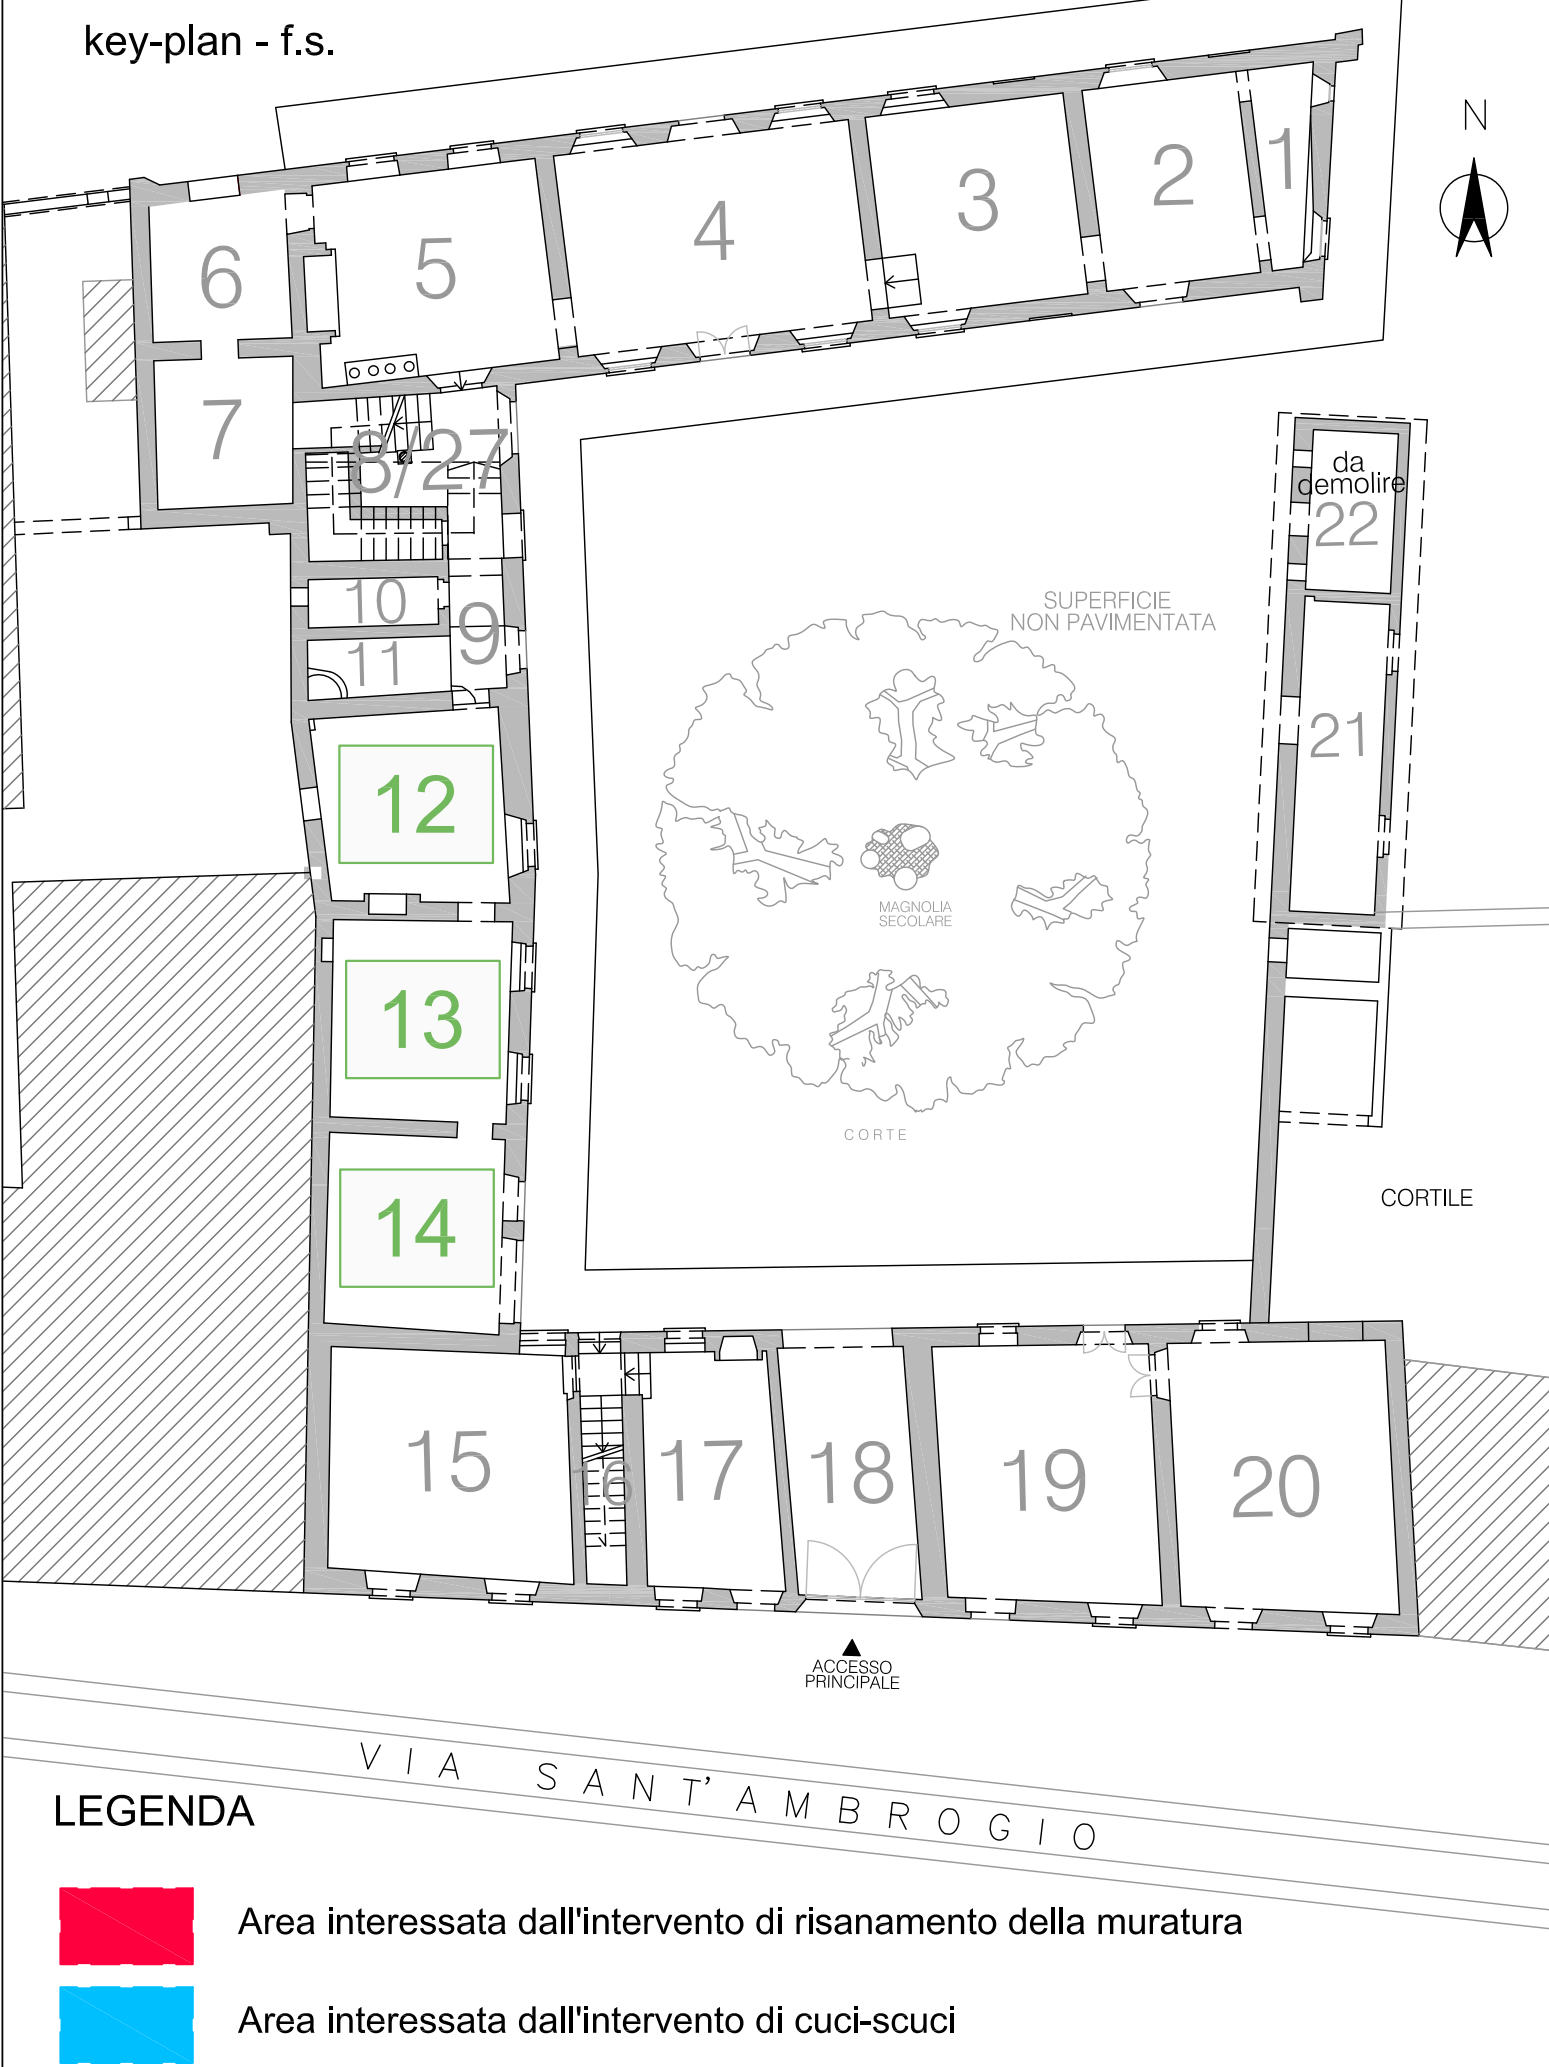 key-plan - f.s.
N
1
2
3
4
5
6
7
8/27
da
demolire
22
10
9
11
SUPERFICIE
NON PAVIMENTATA
21
12
MAGNOLIA
SECOLARE
13
CORTE
CORTILE
14
15
16
17
18
19
20
ACCESSO
PRINCIPALE
VIA SANT'AMBROGIO
LEGENDA
Area interessata dall'intervento di risanamento della muratura
Area interessata dall'intervento di cuci-scuci